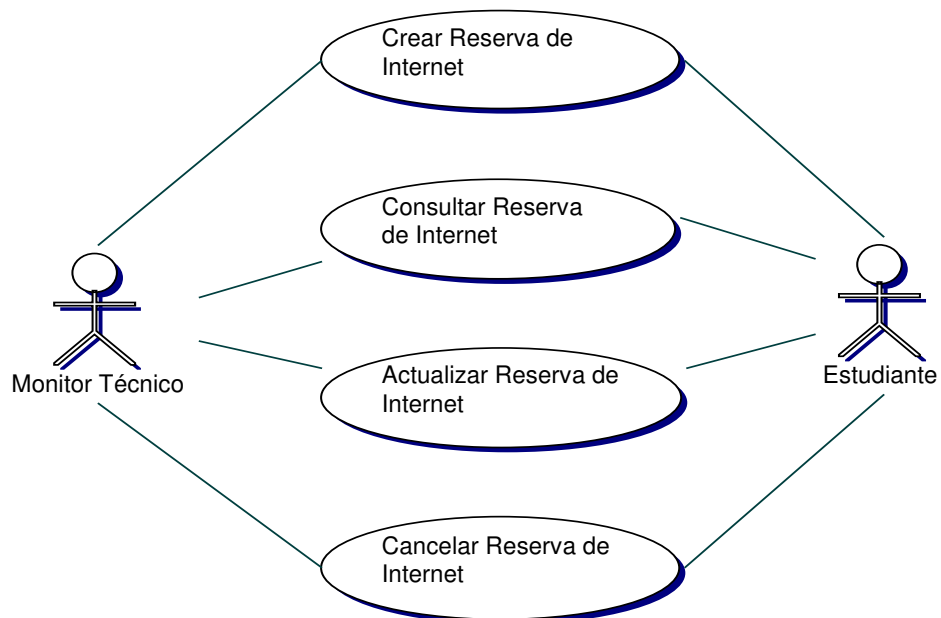 Crear Reserva de
Internet
Consultar Reserva
de Internet
Monitor Técnico
Estudiante
Actualizar Reserva de
Internet
Cancelar Reserva de
Internet